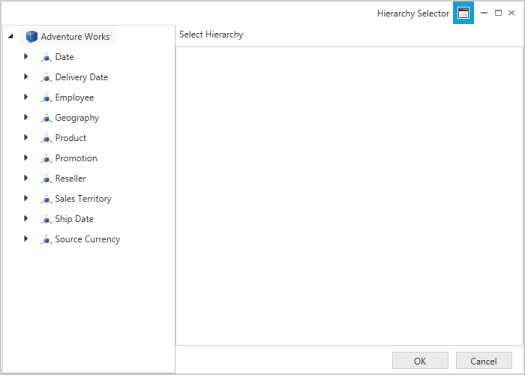 Hierarchy Selector
Adventure Works
Date
Delivery Date
Employee
Geography
Product
Promotion
Reseller
Sales Territory
Ship Date
Source Currency
Select Hierarchy
OK
Cancel